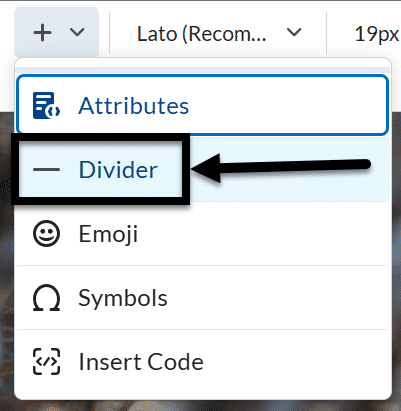 Lato (Recom... 19px
Attributes
Divider
Emoji
Symbols
Insert Code